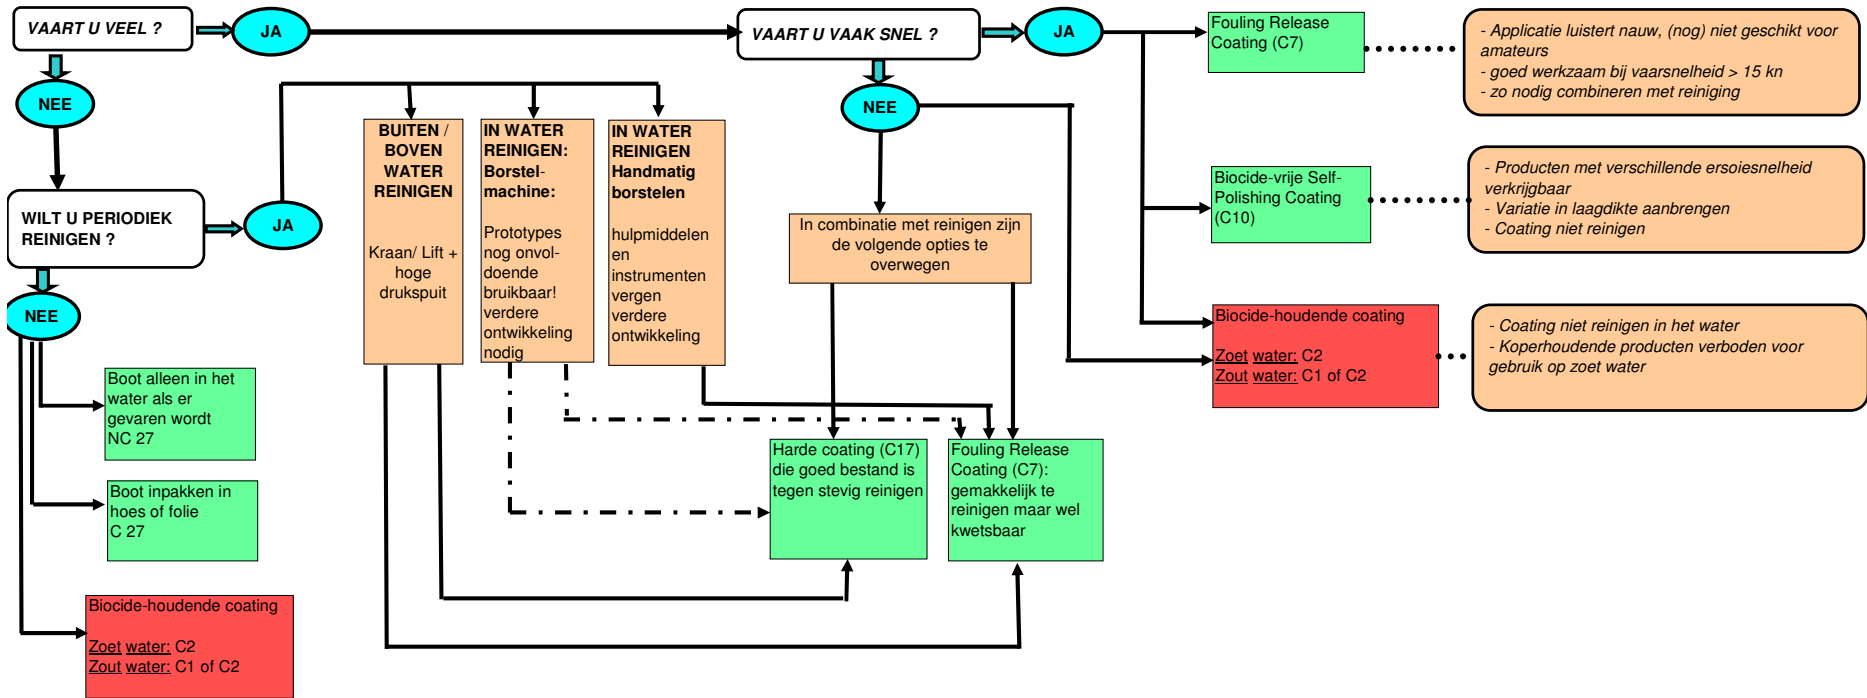 VAART U VEEL ?
JA
VAART U VAAK SNEL ?
JA
NEE
NEE
WILT U PERIODIEK
REINIGEN ?
JA
NEE
BUITEN /
BOVEN
WATER
REINIGEN
Kraan/ Lift +
hoge
drukspuit
IN WATER
REINIGEN:
Borstel-
machine:
Prototypes
nog onvol-
doende
bruikbaar!
verdere
ontwikkeling
nodig
IN WATER
REINIGEN
Handmatig
borstelen
hulpmiddelen
en
instrumenten
vergen
verdere
ontwikkeling
In combinatie met reinigen zijn
de volgende opties te
overwegen
Fouling Release
Coating (C7)
- Applicatie luistert nauw, (nog) niet geschikt voor
amateurs
- goed werkzaam bij vaarsnelheid > 15 kn
- zo nodig combineren met reiniging
Biocide-vrije Self-
Polishing Coating
(C10)
- Producten met verschillende ersoiesnelheid
verkrijgbaar
- Variatie in laagdikte aanbrengen
- Coating niet reinigen
Biocide-houdende coating
Zoet water: C2
Zout water: C1 of C2
- Coating niet reinigen in het water
- Koperhoudende producten verboden voor
gebruik op zoet water
Boot alleen in het
water als er
gevaren wordt
NC 27
Boot inpakken in
hoes of folie
C 27
Biocide-houdende coating
Zoet water: C2
Zout water: C1 of C2
Harde coating (C17)
die goed bestand is
tegen stevig reinigen
Fouling Release
Coating (C7):
gemakkelijk te
reinigen maar wel
kwetsbaar